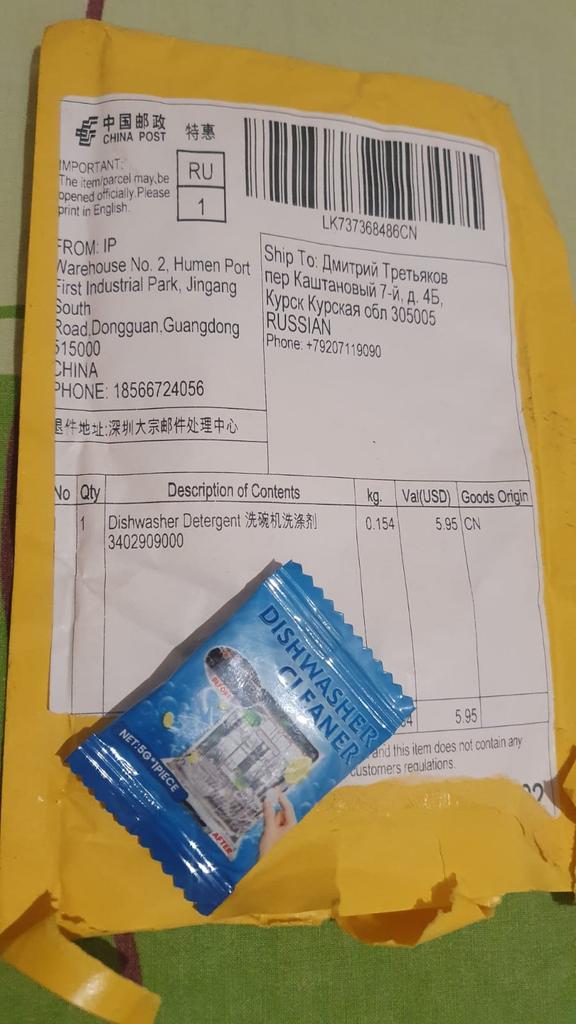 中国邮政
CHINA POST
特惠
IMPORTANT:
The item/parcel may be
opened officially.Please
print in English.
RU
1
LK737368486CN
FROM: IP
Warehouse No. 2, Humen Port
First Industrial Park, Jingang
South
Road,Dongguan,Guangdong
515000
CHINA
PHONE: 18566724056
Ship To: Дмитрий Третьяков
пер Каштановый 7-й, д. 4Б,
Курск Курская обл 305005
RUSSIAN
Phone: +79207119090
退件地址:深圳大宗邮件处理中心
No Qty Description of Contents kg. Val(USD) Goods Origin
1 Dishwasher Detergent 洗碗机洗涤剂 0.154 5.95 CN
3402909000
5.95
and this item does not contain any
customers regulations.
DISHWASHER
CLEANER
BEFORE
NET:5G 1PIECE
AFTER